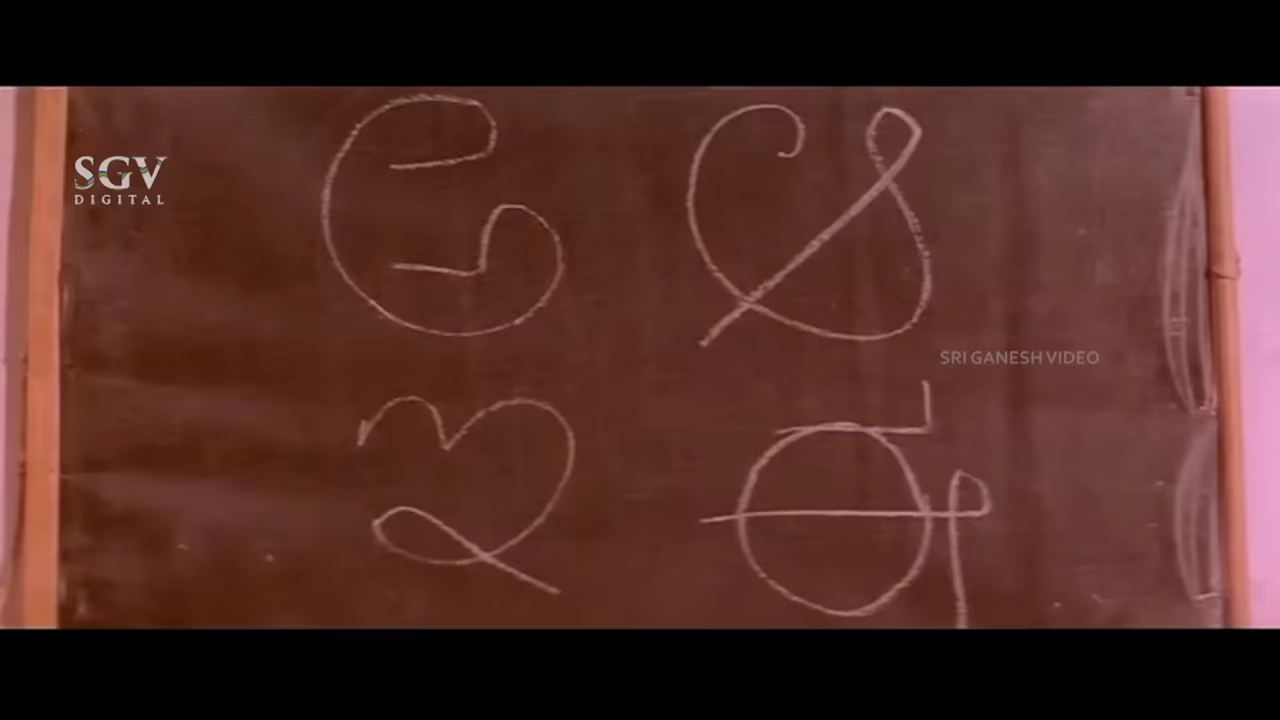 SGV
DIGITAL
ಅ ಆ
SRI GANESH VIDEO
ಇ ಈ